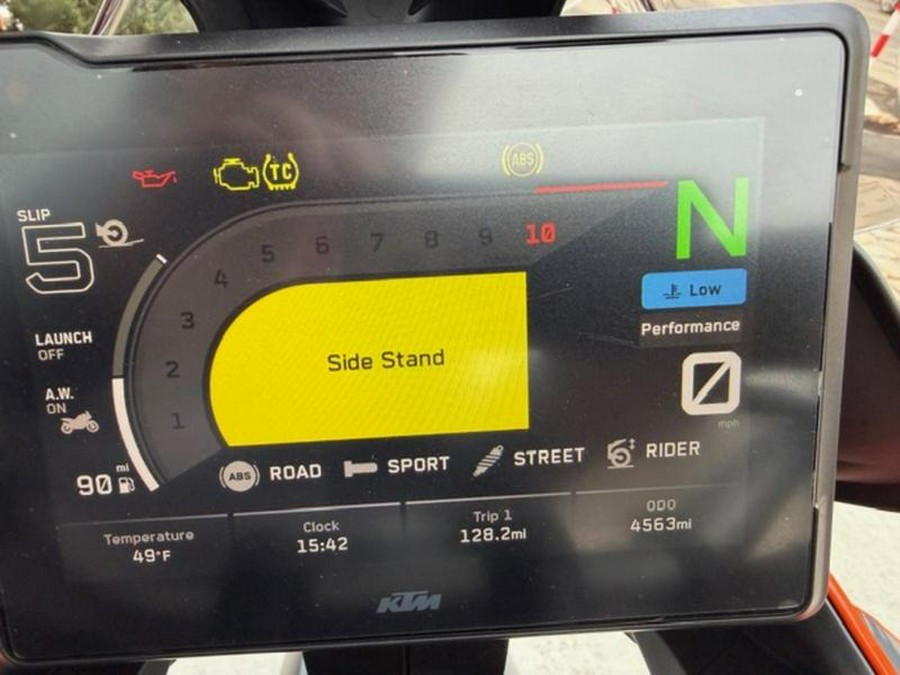 TC
ABS
SLIP
5
1
2
3
4
5
6
7
8
9
10
N
Low
Performance
0
mph
Side Stand
LAUNCH
OFF
A.W.
ON
90 mi
ABS ROAD
SPORT
STREET
RIDER
Temperature
49°F
Clock
15:42
Trip 1
128.2mi
ODO
4563mi
KTM